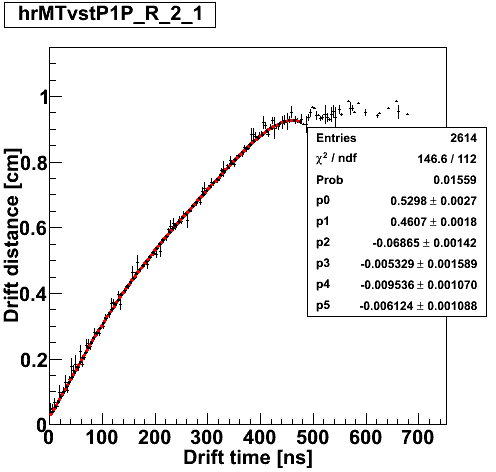 hrMTvstP1P_R_2_1
Drift distance [cm]
1
0.8
0.6
0.4
0.2
0
0 100 200 300 400 500 600 700
Drift time [ns]
Entries 2614
χ² / ndf 146.6 / 112
Prob 0.01559
p0 0.5298 ± 0.0027
p1 0.4607 ± 0.0018
p2 -0.06865 ± 0.00142
p3 -0.005329 ± 0.001589
p4 -0.009536 ± 0.001070
p5 -0.006124 ± 0.001088